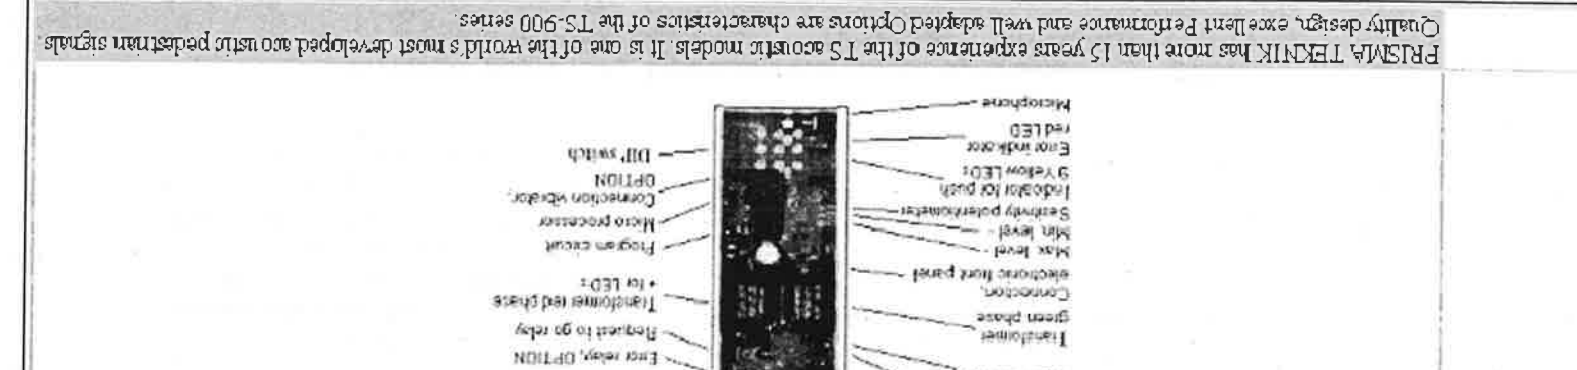 Transformer
green phase
Connection,
electronic front panel
Max. level -
Min. level -
Sesitivity potentiometer
Indicator for push
9 Yellow LED:s
Error indikator
red LED
Microphone
Error relay, OPTION
Request to go relay
Transformer red phase
+ for LED:s
Program circuit
Micro processor
Connection vibrator,
OPTION
DIP switch
PRISMA TEKNIK has more than 15 years experience of the TS acoustic models. It is one of the world's most developed acoustic pedastrian signals.
Quality design, excellent Performance and well adapted Options are characteristics of the TS-900 series.